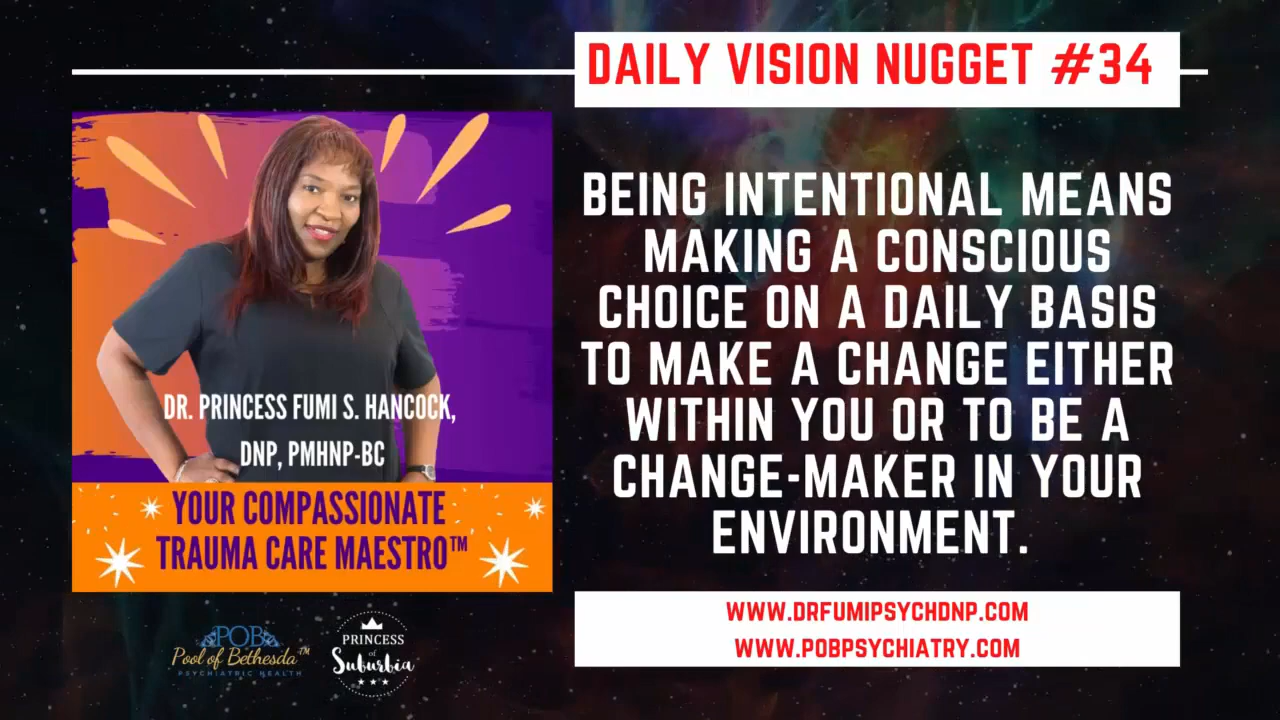 DAILY VISION NUGGET #34
BEING INTENTIONAL MEANS
MAKING A CONSCIOUS
CHOICE ON A DAILY BASIS
TO MAKE A CHANGE EITHER
WITHIN YOU OR TO BE A
CHANGE-MAKER IN YOUR
ENVIRONMENT.
DR. PRINCESS FUMI S. HANCOCK,
DNP, PMHNP-BC
YOUR COMPASSIONATE
TRAUMA CARE MAESTRO™
POB
Pool of Bethesda™
PSYCHIATRIC HEALTH
PRINCESS
of
Suburbia
WWW.DRFUMIPSYCHDNP.COM
WWW.POBPSYCHIATRY.COM